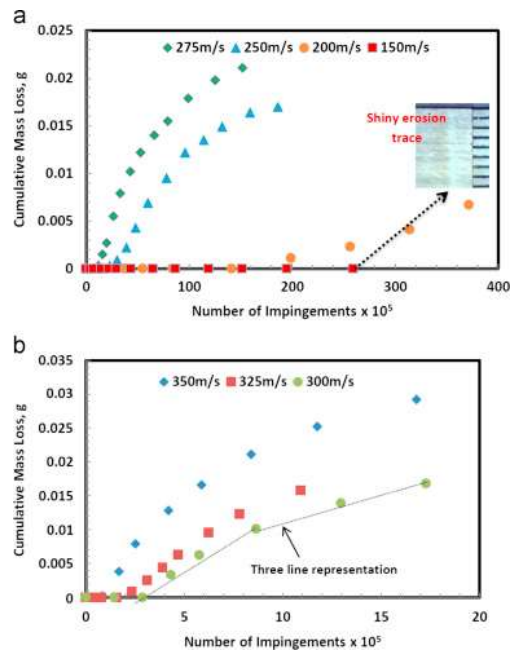 a
0.025
275m/s 250m/s 200m/s 150m/s
0.02
0.015
0.01
0.005
0
Cumulative Mass Loss, g
Shiny erosion
trace
0 100 200 300 400
Number of Impingements x 10⁵
b
0.035
350m/s 325m/s 300m/s
0.03
0.025
0.02
0.015
0.01
0.005
0
Cumulative Mass Loss, g
Three line representation
0 5 10 15 20
Number of Impingements x 10⁵